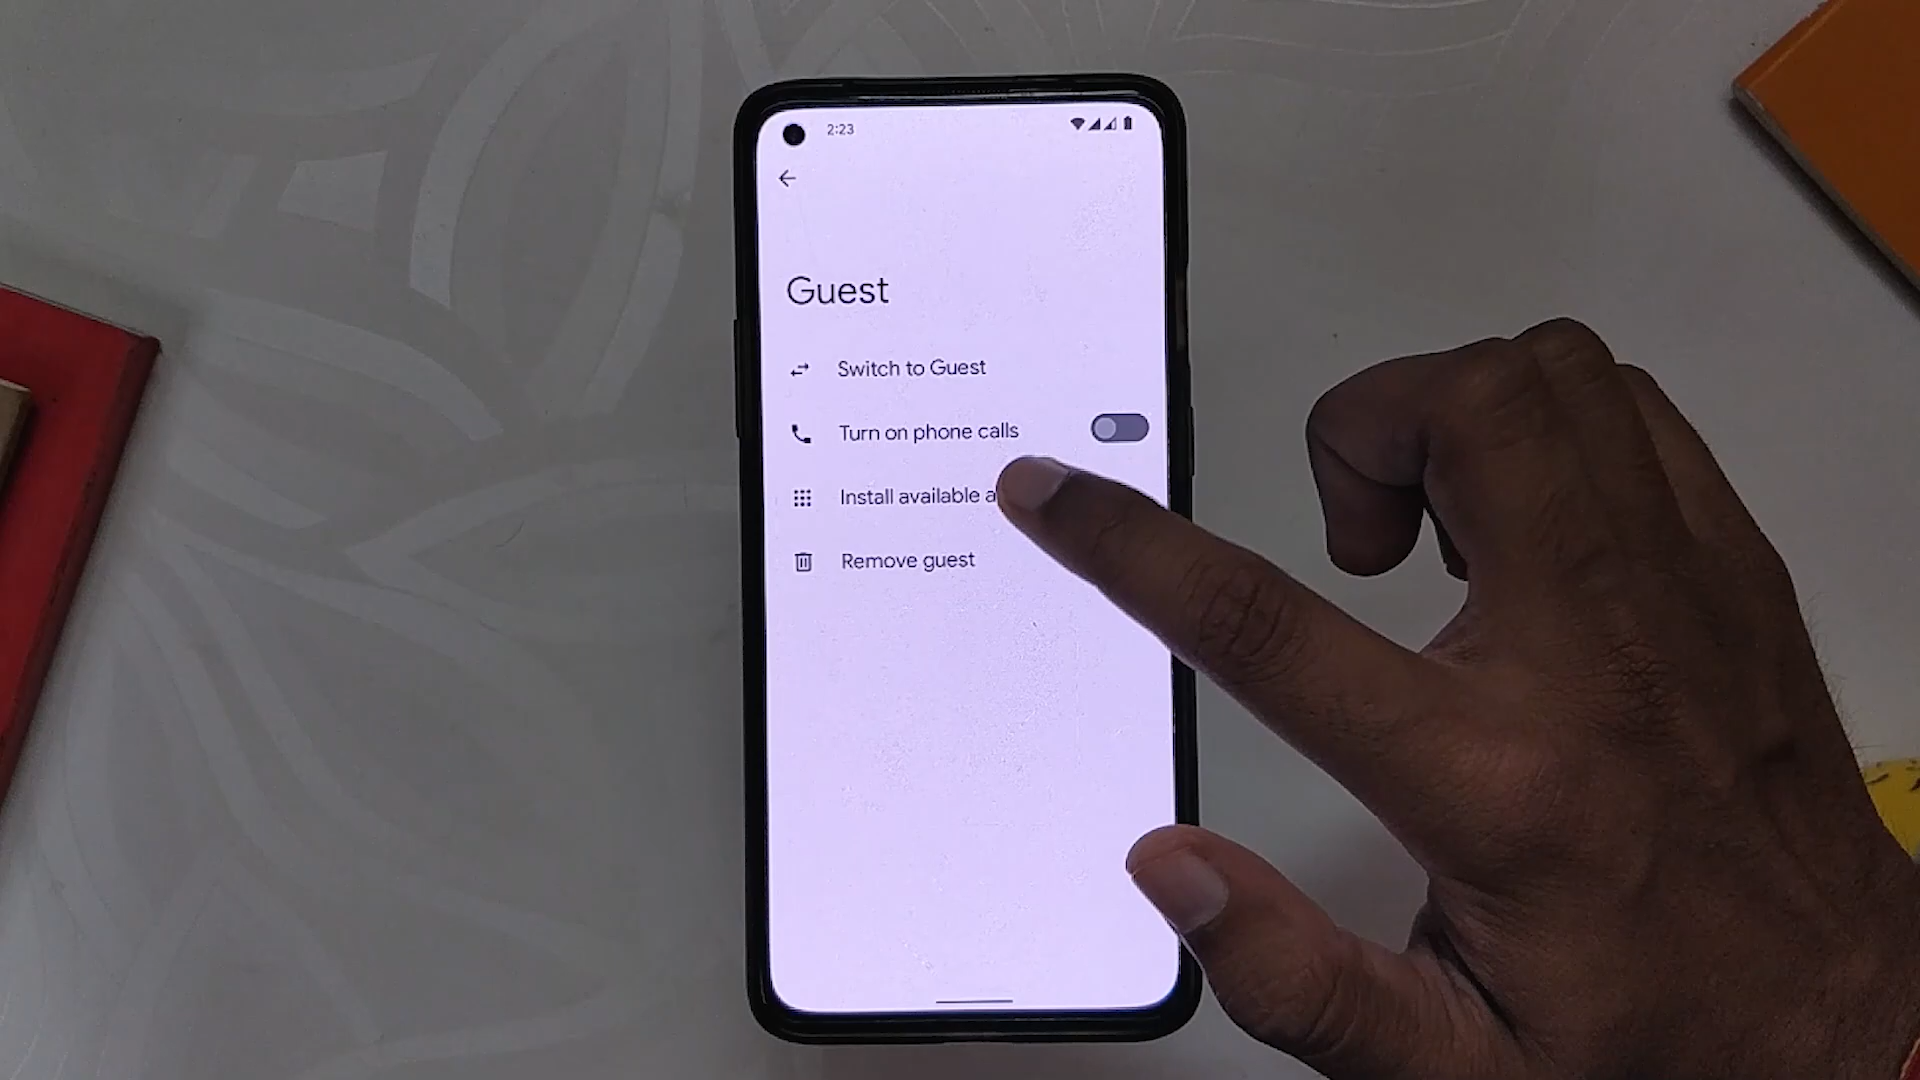 2:23
Guest
Switch to Guest
Turn on phone calls
Install available
Remove guest